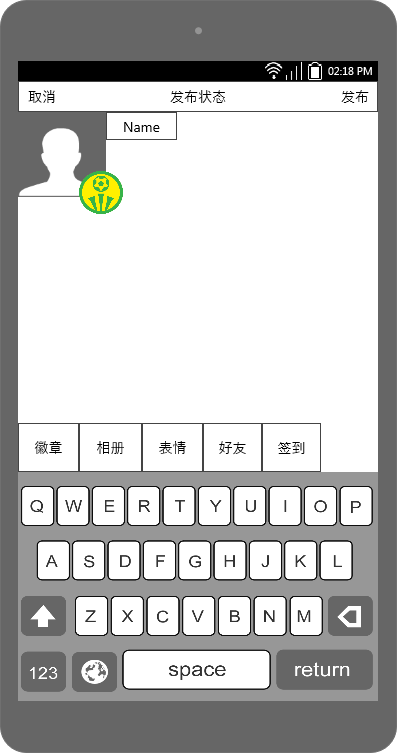 02:18 PM
取消 发布状态 发布
Name
徽章 相册 表情 好友 签到
Q W E R T Y U I O P
A S D F G H J K L
Z X C V B N M
123 space return